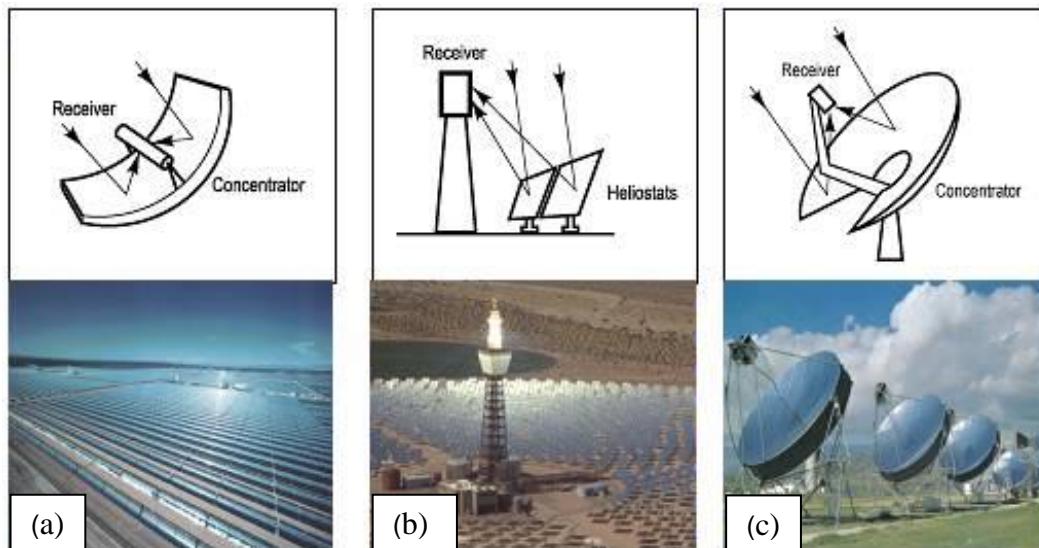 Receiver
Concentrator
Receiver
Heliostats
Receiver
Concentrator
(a)
(b)
(c)